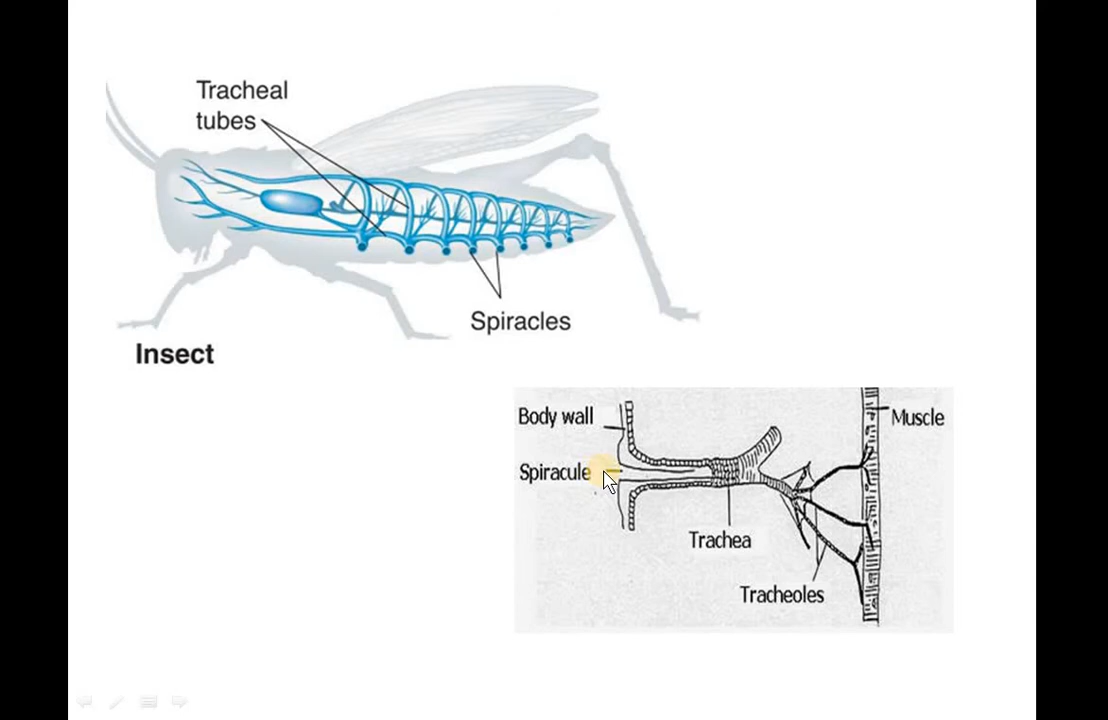 Tracheal
tubes
Spiracles
Insect
Body wall
Muscle
Spiracule
Trachea
Tracheoles